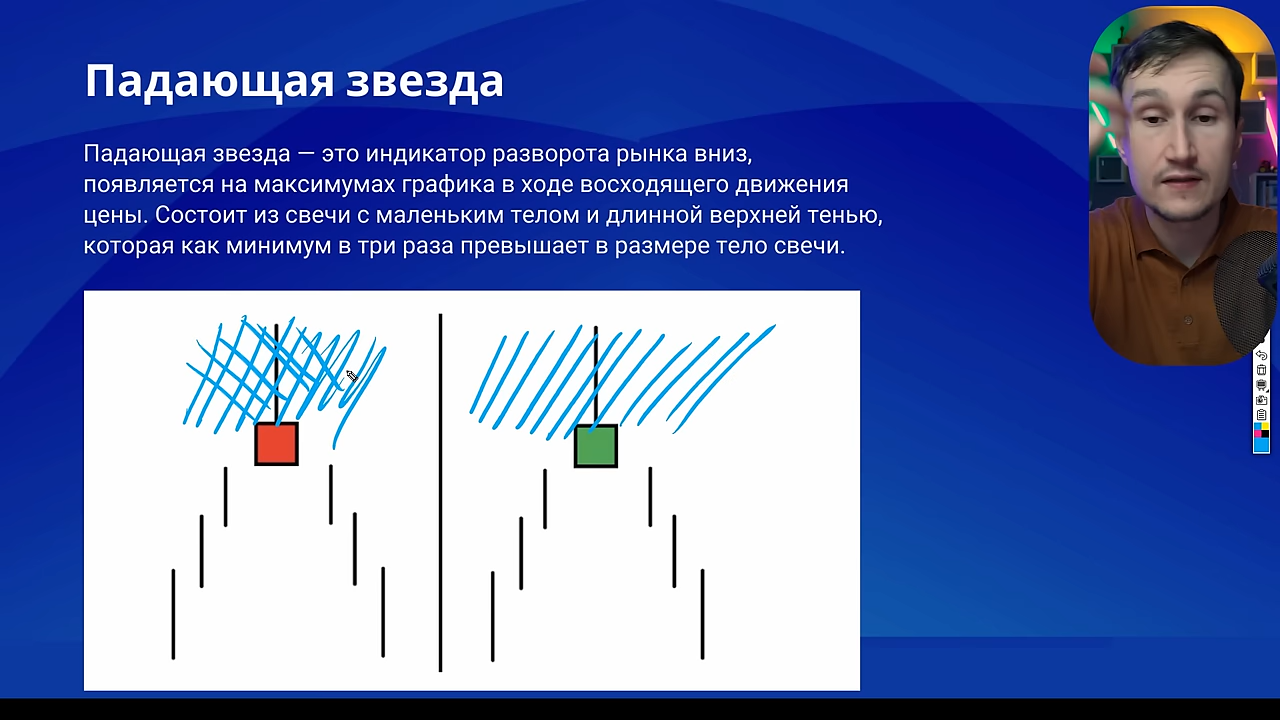 Падающая звезда
Падающая звезда — это индикатор разворота рынка вниз,
появляется на максимумах графика в ходе восходящего движения
цены. Состоит из свечи с маленьким телом и длинной верхней тенью,
которая как минимум в три раза превышает в размере тело свечи.